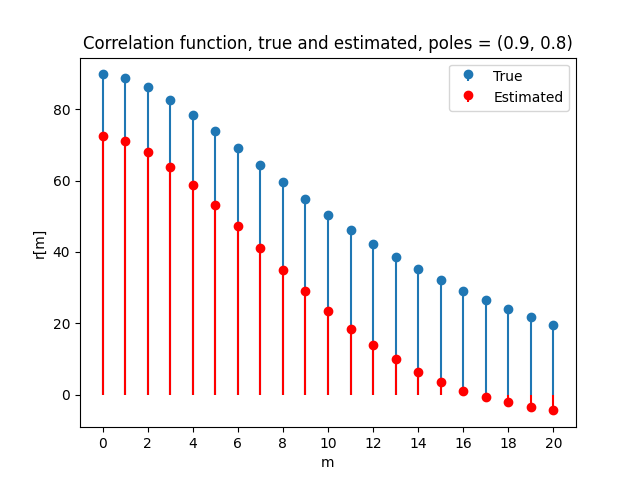 Correlation function, true and estimated, poles = (0.9, 0.8)
True
Estimated
80
60
40
20
0
r[m]
0 2 4 6 8 10 12 14 16 18 20
m